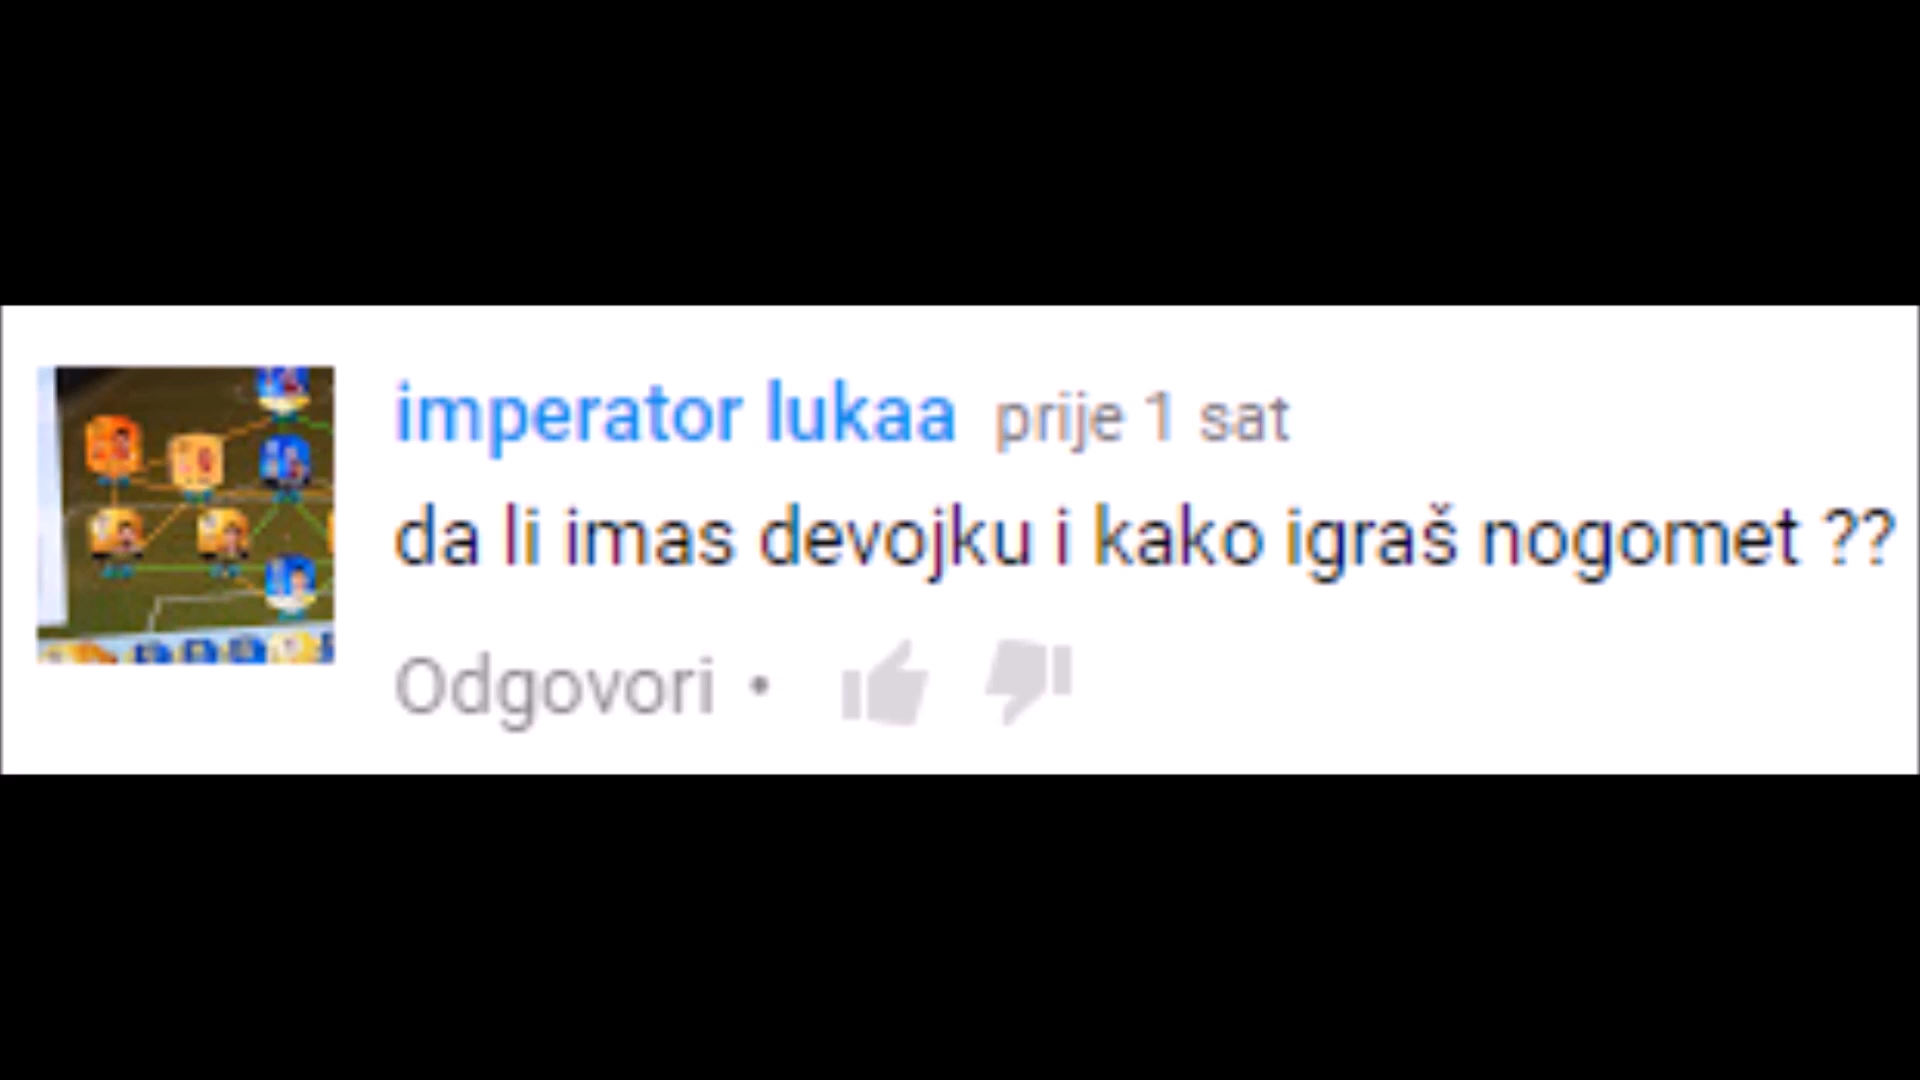 imperator lukaa prije 1 sat
da li imas devojku i kako igraš nogomet ??
Odgovori •